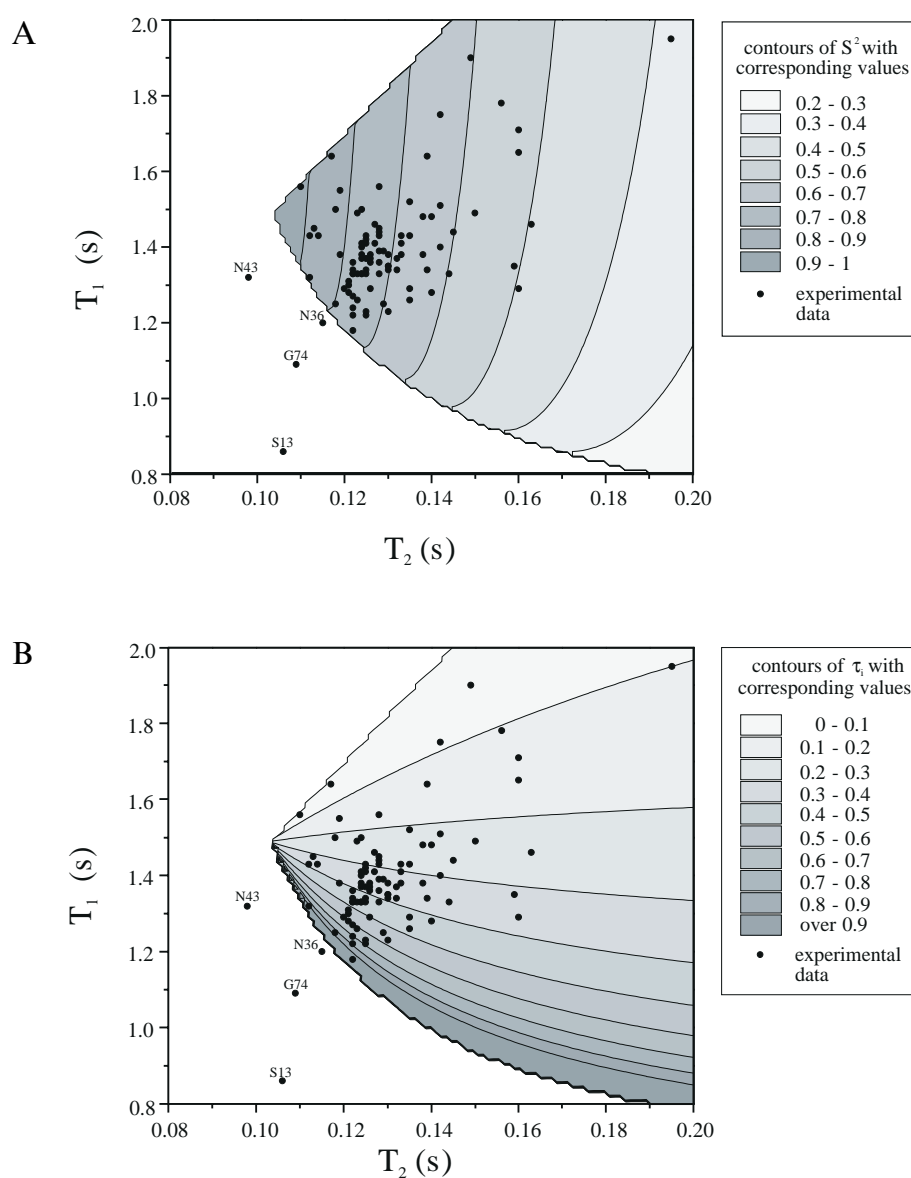 A
2.0
1.8
1.6
1.4
1.2
1.0
0.8
T1 (s)
N43
N36
G74
S13
0.08 0.10 0.12 0.14 0.16 0.18 0.20
T2 (s)
contours of S² with
corresponding values
0.2 - 0.3
0.3 - 0.4
0.4 - 0.5
0.5 - 0.6
0.6 - 0.7
0.7 - 0.8
0.8 - 0.9
0.9 - 1
experimental
data
B
2.0
1.8
1.6
1.4
1.2
1.0
0.8
T1 (s)
N43
N36
G74
S13
0.08 0.10 0.12 0.14 0.16 0.18 0.20
T2 (s)
contours of τi with
corresponding values
0 - 0.1
0.1 - 0.2
0.2 - 0.3
0.3 - 0.4
0.4 - 0.5
0.5 - 0.6
0.6 - 0.7
0.7 - 0.8
0.8 - 0.9
over 0.9
experimental
data